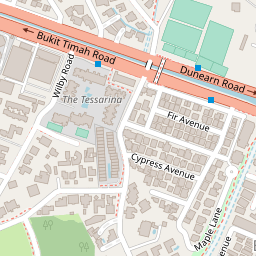 Bukit Timah Road
Dunearn Road
Wilby Road
The Tessarina
Fir Avenue
Cypress Avenue
Maple Lane